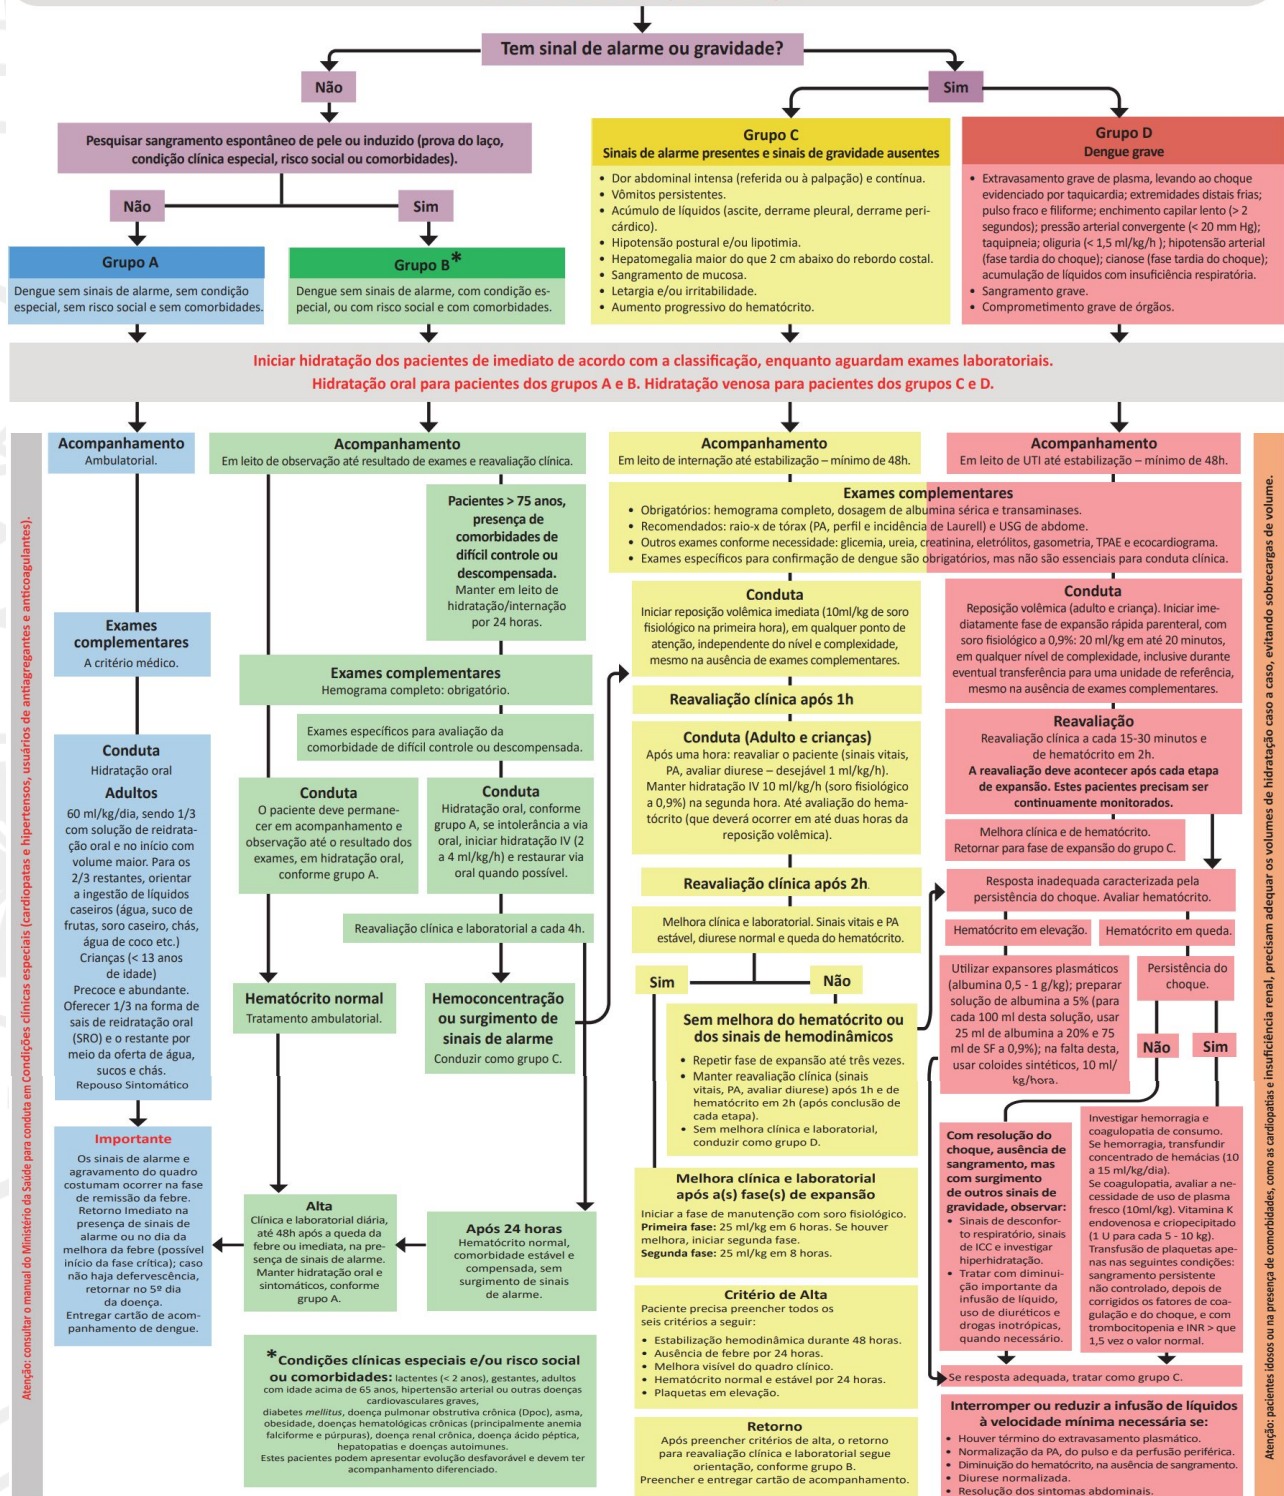 Tem sinal de alarme ou gravidade?
Não
Sim
Pesquisar sangramento espontâneo de pele ou induzido (prova do laço,
condição clínica especial, risco social ou comorbidades).
Não
Sim
Grupo A
Dengue sem sinais de alarme, sem condição
especial, sem risco social e sem comorbidades.
Grupo B*
Dengue sem sinais de alarme, com condição es-
pecial, ou com risco social e com comorbidades.
Grupo C
Sinais de alarme presentes e sinais de gravidade ausentes
• Dor abdominal intensa (referida ou à palpação) e contínua.
• Vômitos persistentes.
• Acúmulo de líquidos (ascite, derrame pleural, derrame peri-
cárdico).
• Hipotensão postural e/ou lipotimia.
• Hepatomegalia maior do que 2 cm abaixo do rebordo costal.
• Sangramento de mucosa.
• Letargia e/ou irritabilidade.
• Aumento progressivo do hematócrito.
Grupo D
Dengue grave
• Extravasamento grave de plasma, levando ao choque
evidenciado por taquicardia; extremidades distais frias;
pulso fraco e filiforme; enchimento capilar lento (> 2
segundos); pressão arterial convergente (< 20 mm Hg);
taquipneia; oliguria (< 1,5 ml/kg/h ); hipotensão arterial
(fase tardia do choque); cianose (fase tardia do choque);
acumulação de líquidos com insuficiência respiratória.
• Sangramento grave.
• Comprometimento grave de órgãos.
Iniciar hidratação dos pacientes de imediato de acordo com a classificação, enquanto aguardam exames laboratoriais.
Hidratação oral para pacientes dos grupos A e B. Hidratação venosa para pacientes dos grupos C e D.
Atenção: consultar o manual do Ministério da Saúde para conduta em Condições clínicas especiais (cardiopatas e hipertensos, usuários de antiagregantes e anticoagulantes).
Acompanhamento
Ambulatorial.
Exames
complementares
A critério médico.
Conduta
Hidratação oral
Adultos
60 ml/kg/dia, sendo 1/3
com solução de reidrata-
ção oral e no início com
volume maior. Para os
2/3 restantes, orientar
a ingestão de líquidos
caseiros (água, suco de
frutas, soro caseiro, chás,
água de coco etc.)
Crianças (< 13 anos
de idade)
Precoce e abundante.
Oferecer 1/3 na forma de
sais de reidratação oral
(SRO) e o restante por
meio da oferta de água,
sucos e chás.
Repouso Sintomático
Importante
Os sinais de alarme e
agravamento do quadro
costumam ocorrer na fase
de remissão da febre.
Retorno Imediato na
presença de sinais de
alarme ou no dia da
melhora da febre (possível
início da fase crítica); caso
não haja defervescência,
retornar no 5º dia
da doença.
Entregar cartão de acom-
panhamento de dengue.
Acompanhamento
Em leito de observação até resultado de exames e reavaliação clínica.
Pacientes > 75 anos,
presença de
comorbidades de
difícil controle ou
descompensada.
Manter em leito de
hidratação/internação
por 24 horas.
Exames complementares
Hemograma completo: obrigatório.
Exames específicos para avaliação da
comorbidade de difícil controle ou descompensada.
Conduta
O paciente deve permane-
cer em acompanhamento e
observação até o resultado dos
exames, em hidratação oral,
conforme grupo A.
Conduta
Hidratação oral, conforme
grupo A, se intolerância a via
oral, iniciar hidratação IV (2
a 4 ml/kg/h) e restaurar via
oral quando possível.
Reavaliação clínica e laboratorial a cada 4h.
Hematócrito normal
Tratamento ambulatorial.
Hemoconcentração
ou surgimento de
sinais de alarme
Conduzir como grupo C.
Alta
Clínica e laboratorial diária,
até 48h após a queda da
febre ou imediata, na pre-
sença de sinais de alarme.
Manter hidratação oral e
sintomáticos, conforme
grupo A.
Após 24 horas
Hematócrito normal,
comorbidade estável e
compensada, sem
surgimento de sinais
de alarme.
*Condições clínicas especiais e/ou risco social
ou comorbidades: lactentes (< 2 anos), gestantes, adultos
com idade acima de 65 anos, hipertensão arterial ou outras doenças
cardiovasculares graves,
diabetes mellitus, doença pulmonar obstrutiva crônica (Dpoc), asma,
obesidade, doenças hematológicas crônicas (principalmente anemia
falciforme e púrpuras), doença renal crônica, doença ácido péptica,
hepatopatias e doenças autoimunes.
Estes pacientes podem apresentar evolução desfavorável e devem ter
acompanhamento diferenciado.
Acompanhamento
Em leito de internação até estabilização – mínimo de 48h.
Acompanhamento
Em leito de UTI até estabilização – mínimo de 48h.
Exames complementares
• Obrigatórios: hemograma completo, dosagem de albumina sérica e transaminases.
• Recomendados: raio-x de tórax (PA, perfil e incidência de Laurell) e USG de abdome.
• Outros exames conforme necessidade: glicemia, ureia, creatinina, eletrólitos, gasometria, TPAE e ecocardiograma.
• Exames específicos para confirmação de dengue são obrigatórios, mas não são essenciais para conduta clínica.
Conduta
Iniciar reposição volêmica imediata (10ml/kg de soro
fisiológico na primeira hora), em qualquer ponto de
atenção, independente do nível e complexidade,
mesmo na ausência de exames complementares.
Reavaliação clínica após 1h
Conduta (Adulto e crianças)
Após uma hora: reavaliar o paciente (sinais vitais,
PA, avaliar diurese – desejável 1 ml/kg/h).
Manter hidratação IV 10 ml/kg/h (soro fisiológico
a 0,9%) na segunda hora. Até avaliação do hema-
tócrito (que deverá ocorrer em até duas horas da
reposição volêmica).
Reavaliação clínica após 2h.
Melhora clínica e laboratorial. Sinais vitais e PA
estável, diurese normal e queda do hematócrito.
Sim
Não
Sem melhora do hematócrito ou
dos sinais de hemodinâmicos
• Repetir fase de expansão até três vezes.
• Manter reavaliação clínica (sinais
vitais, PA, avaliar diurese) após 1h e de
hematócrito em 2h (após conclusão de
cada etapa).
• Sem melhora clínica e laboratorial,
conduzir como grupo D.
Melhora clínica e laboratorial
após a(s) fase(s) de expansão
Iniciar a fase de manutenção com soro fisiológico.
Primeira fase: 25 ml/kg em 6 horas. Se houver
melhora, iniciar segunda fase.
Segunda fase: 25 ml/kg em 8 horas.
Critério de Alta
Paciente precisa preencher todos os
seis critérios a seguir:
• Estabilização hemodinâmica durante 48 horas.
• Ausência de febre por 24 horas.
• Melhora visível do quadro clínico.
• Hematócrito normal e estável por 24 horas.
• Plaquetas em elevação.
Retorno
Após preencher critérios de alta, o retorno
para reavaliação clínica e laboratorial segue
orientação, conforme grupo B.
Preencher e entregar cartão de acompanhamento.
Conduta
Reposição volêmica (adulto e criança). Iniciar ime-
diatamente fase de expansão rápida parenteral, com
soro fisiológico a 0,9%: 20 ml/kg em até 20 minutos,
em qualquer nível de complexidade, inclusive durante
eventual transferência para uma unidade de referência,
mesmo na ausência de exames complementares.
Reavaliação
Reavaliação clínica a cada 15-30 minutos e
de hematócrito em 2h.
A reavaliação deve acontecer após cada etapa
de expansão. Estes pacientes precisam ser
continuamente monitorados.
Melhora clínica e de hematócrito.
Retornar para fase de expansão do grupo C.
Resposta inadequada caracterizada pela
persistência do choque. Avaliar hematócrito.
Hematócrito em elevação.
Hematócrito em queda.
Utilizar expansores plasmáticos
(albumina 0,5 - 1 g/kg); preparar
solução de albumina a 5% (para
cada 100 ml desta solução, usar
25 ml de albumina a 20% e 75
ml de SF a 0,9%); na falta desta,
usar coloides sintéticos, 10 ml/
kg/hora.
Persistência do
choque.
Não
Sim
Com resolução do
choque, ausência de
sangramento, mas
com surgimento
de outros sinais de
gravidade, observar:
• Sinais de desconfor-
to respiratório, sinais
de ICC e investigar
hiperhidratação.
• Tratar com diminui-
ção importante da
infusão de líquido,
uso de diuréticos e
drogas inotrópicas,
quando necessário.
Investigar hemorragia e
coagulopatia de consumo.
Se hemorragia, transfundir
concentrado de hemácias (10
a 15 ml/kg/dia).
Se coagulopatia, avaliar a ne-
cessidade de uso de plasma
fresco (10ml/kg). Vitamina K
endovenosa e criopecipitado
(1 U para cada 5 - 10 kg).
Transfusão de plaquetas ape-
nas nas seguintes condições:
sangramento persistente
não controlado, depois de
corrigidos os fatores de coa-
gulação e do choque, e com
trombocitopenia e INR > que
1,5 vez o valor normal.
Se resposta adequada, tratar como grupo C.
Interromper ou reduzir a infusão de líquidos
à velocidade mínima necessária se:
• Houver término do extravasamento plasmático.
• Normalização da PA, do pulso e da perfusão periférica.
• Diminuição do hematócrito, na ausência de sangramento.
• Diurese normalizada.
• Resolução dos sintomas abdominais.
Atenção: pacientes idosos ou na presença de comorbidades, como as cardiopatias e insuficiência renal, precisam adequar os volumes de hidratação caso a caso, evitando sobrecargas de volume.